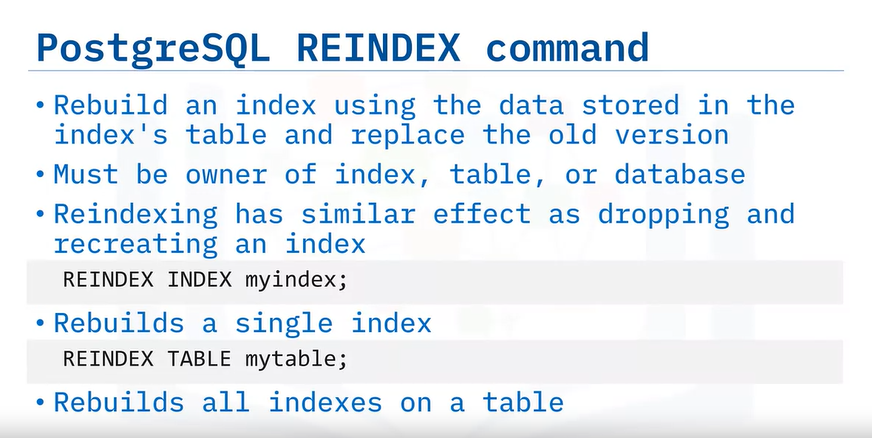 PostgreSQL REINDEX command
• Rebuild an index using the data stored in the
index's table and replace the old version
• Must be owner of index, table, or database
• Reindexing has similar effect as dropping and
recreating an index
REINDEX INDEX myindex;
• Rebuilds a single index
REINDEX TABLE mytable;
• Rebuilds all indexes on a table